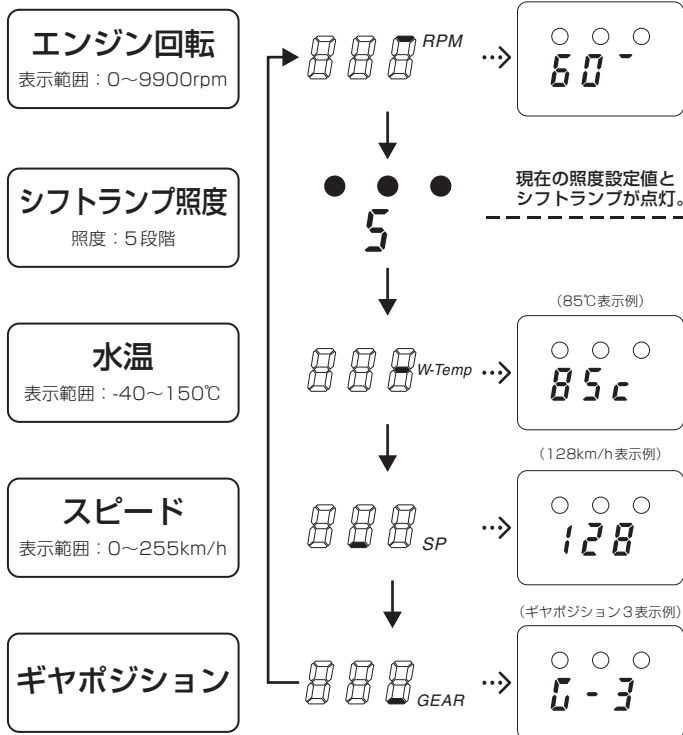 エンジン回転
表示範囲：0〜9900rpm
RPM
60¯
シフトランプ照度
照度：5段階
5
現在の照度設定値と
シフトランプが点灯。
水温
表示範囲：-40〜150℃
W-Temp
（85℃表示例）
85c
スピード
表示範囲：0〜255km/h
SP
（128km/h表示例）
128
ギヤポジション
GEAR
（ギヤポジション3表示例）
G-3